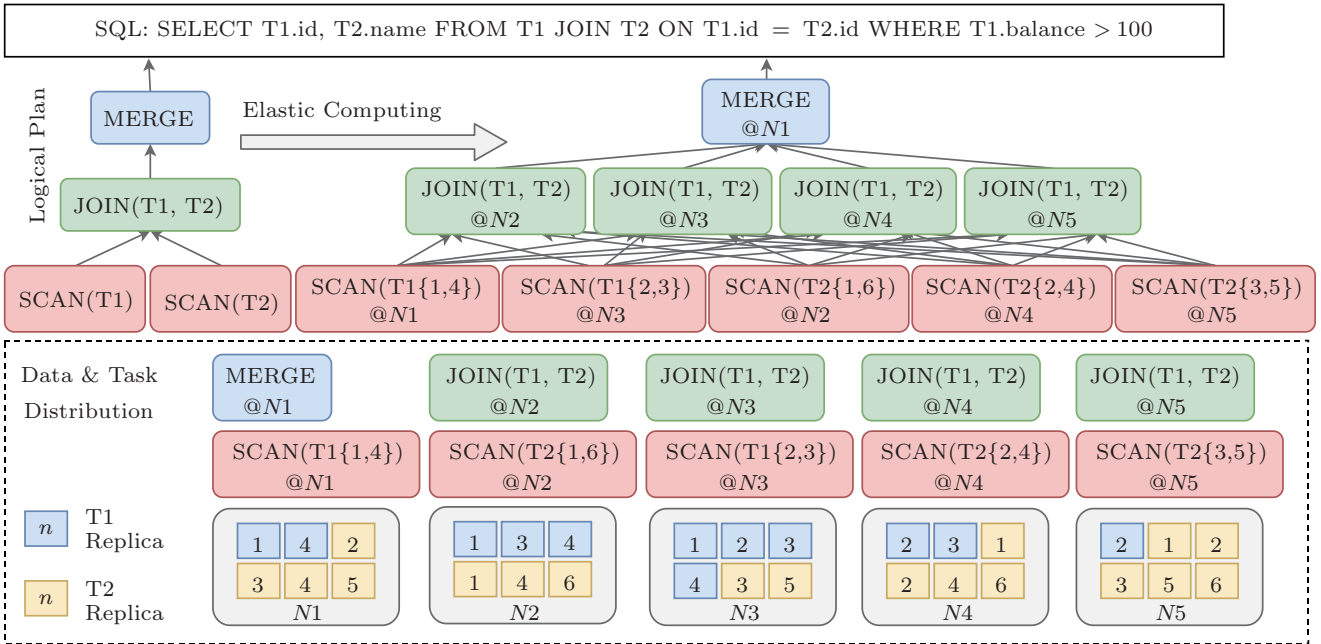 SQL: SELECT T1.id, T2.name FROM T1 JOIN T2 ON T1.id = T2.id WHERE T1.balance > 100
Logical Plan
MERGE
Elastic Computing
MERGE
@N1
JOIN(T1, T2)
JOIN(T1, T2)
@N2
JOIN(T1, T2)
@N3
JOIN(T1, T2)
@N4
JOIN(T1, T2)
@N5
SCAN(T1)
SCAN(T2)
SCAN(T1{1,4})
@N1
SCAN(T1{2,3})
@N3
SCAN(T2{1,6})
@N2
SCAN(T2{2,4})
@N4
SCAN(T2{3,5})
@N5
Data & Task
Distribution
MERGE
@N1
JOIN(T1, T2)
@N2
JOIN(T1, T2)
@N3
JOIN(T1, T2)
@N4
JOIN(T1, T2)
@N5
SCAN(T1{1,4})
@N1
SCAN(T2{1,6})
@N2
SCAN(T1{2,3})
@N3
SCAN(T2{2,4})
@N4
SCAN(T2{3,5})
@N5
n T1
Replica
n T2
Replica
1 4 2
3 4 5
N1
1 3 4
1 4 6
N2
1 2 3
4 3 5
N3
2 3 1
2 4 6
N4
2 1 2
3 5 6
N5